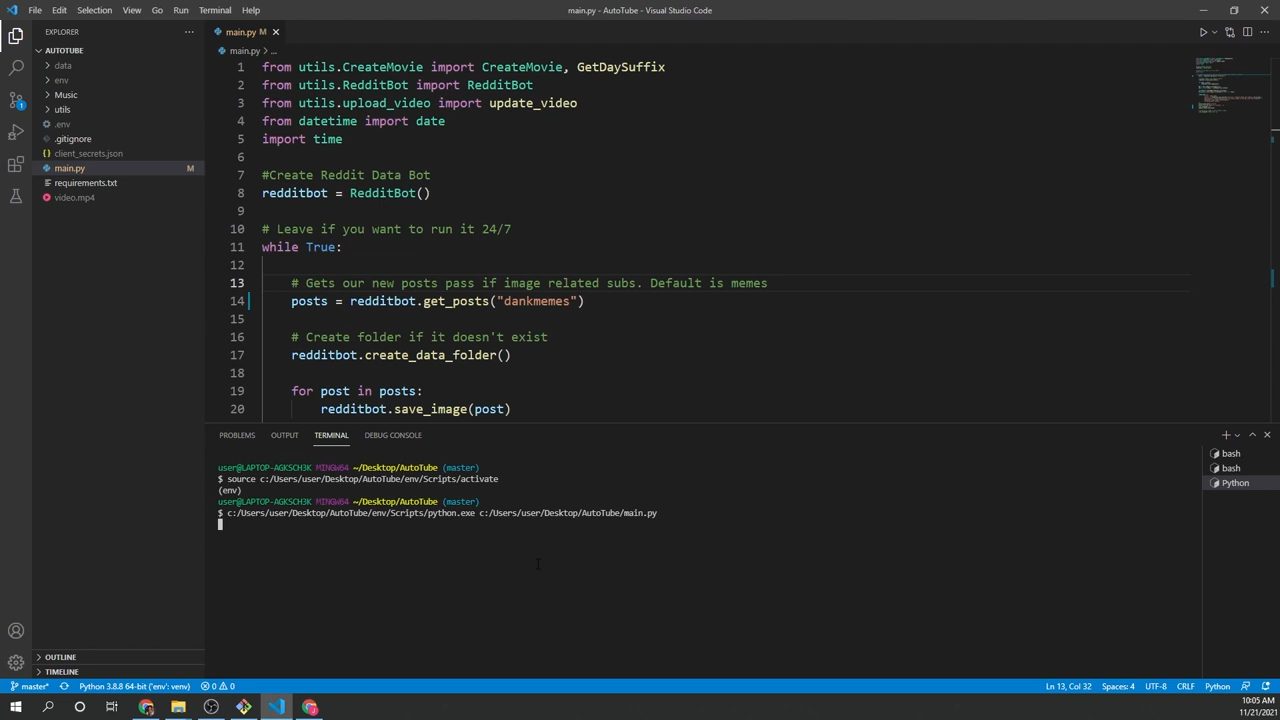 File Edit Selection View Go Run Terminal Help
main.py - AutoTube - Visual Studio Code
EXPLORER
AUTOTUBE
data
env
Music
utils
.env
.gitignore
client_secrets.json
main.py M
requirements.txt
video.mp4
OUTLINE
TIMELINE
main.py M
main.py > ...
1 from utils.CreateMovie import CreateMovie, GetDaySuffix
2 from utils.RedditBot import RedditBot
3 from utils.upload_video import update_video
4 from datetime import date
5 import time
6
7 #Create Reddit Data Bot
8 redditbot = RedditBot()
9
10 # Leave if you want to run it 24/7
11 while True:
12
13 # Gets our new posts pass if image related subs. Default is memes
14 posts = redditbot.get_posts("dankmemes")
15
16 # Create folder if it doesn't exist
17 redditbot.create_data_folder()
18
19 for post in posts:
20 redditbot.save_image(post)
PROBLEMS OUTPUT TERMINAL DEBUG CONSOLE
user@LAPTOP-AGKSCH3K MINGW64 ~/Desktop/AutoTube (master)
$ source c:/Users/user/Desktop/AutoTube/env/Scripts/activate
(env)
user@LAPTOP-AGKSCH3K MINGW64 ~/Desktop/AutoTube (master)
$ c:/Users/user/Desktop/AutoTube/env/Scripts/python.exe c:/Users/user/Desktop/AutoTube/main.py
bash
bash
Python
master* Python 3.8.8 64-bit ('env': venv) 0 0
Ln 13, Col 32 Spaces: 4 UTF-8 CRLF Python
10:05 AM
11/21/2021